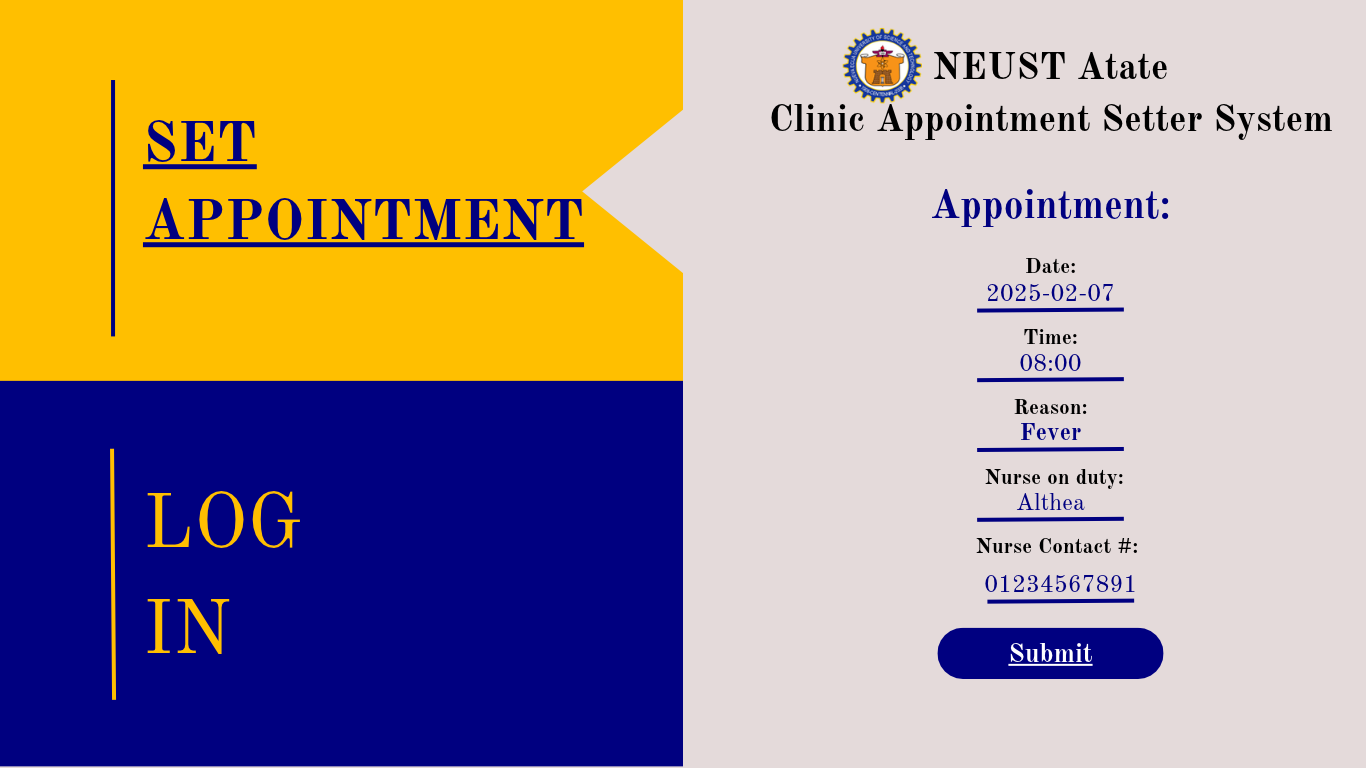 SET
APPOINTMENT
LOG
IN
NEUST Atate
Clinic Appointment Setter System
Appointment:
Date:
2025-02-07
Time:
08:00
Reason:
Fever
Nurse on duty:
Althea
Nurse Contact #:
01234567891
Submit